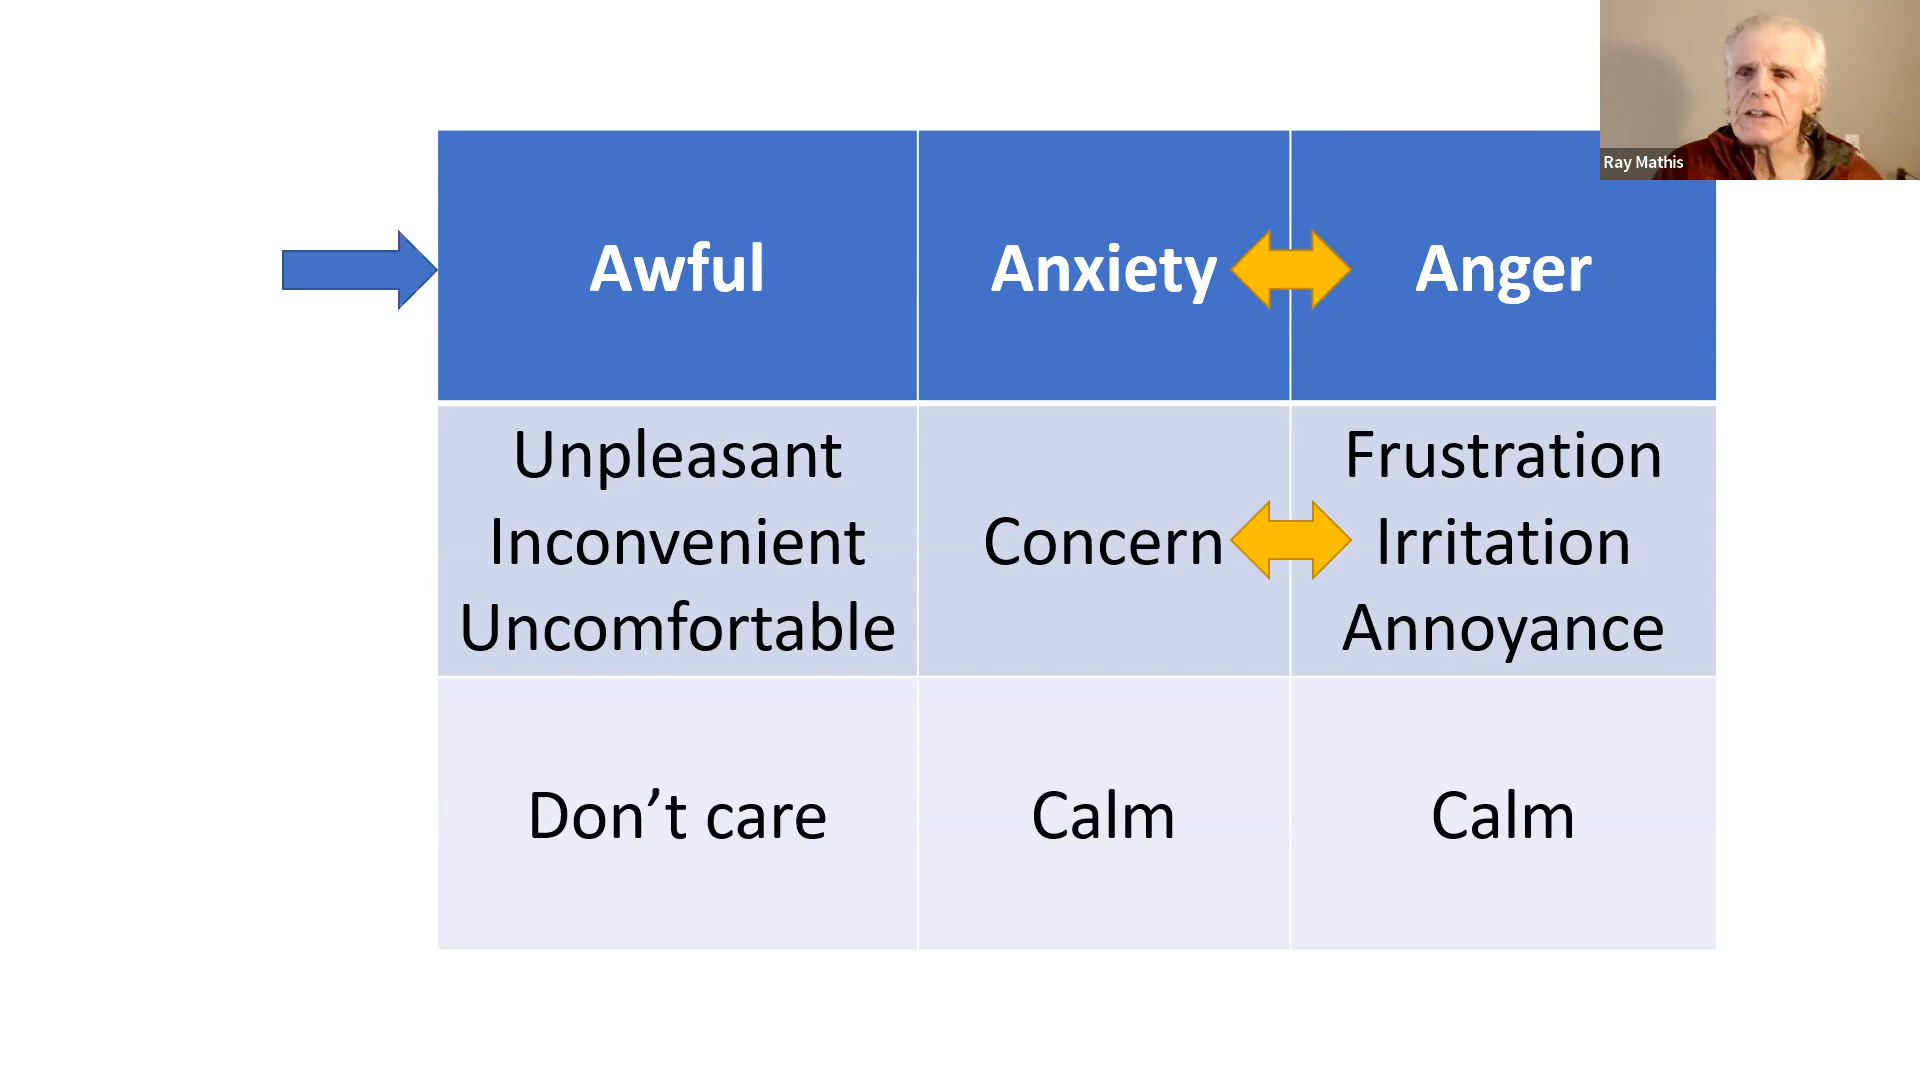 Ray Mathis
Awful Anxiety Anger
Unpleasant
Inconvenient
Uncomfortable
Concern
Frustration
Irritation
Annoyance
Don’t care Calm Calm